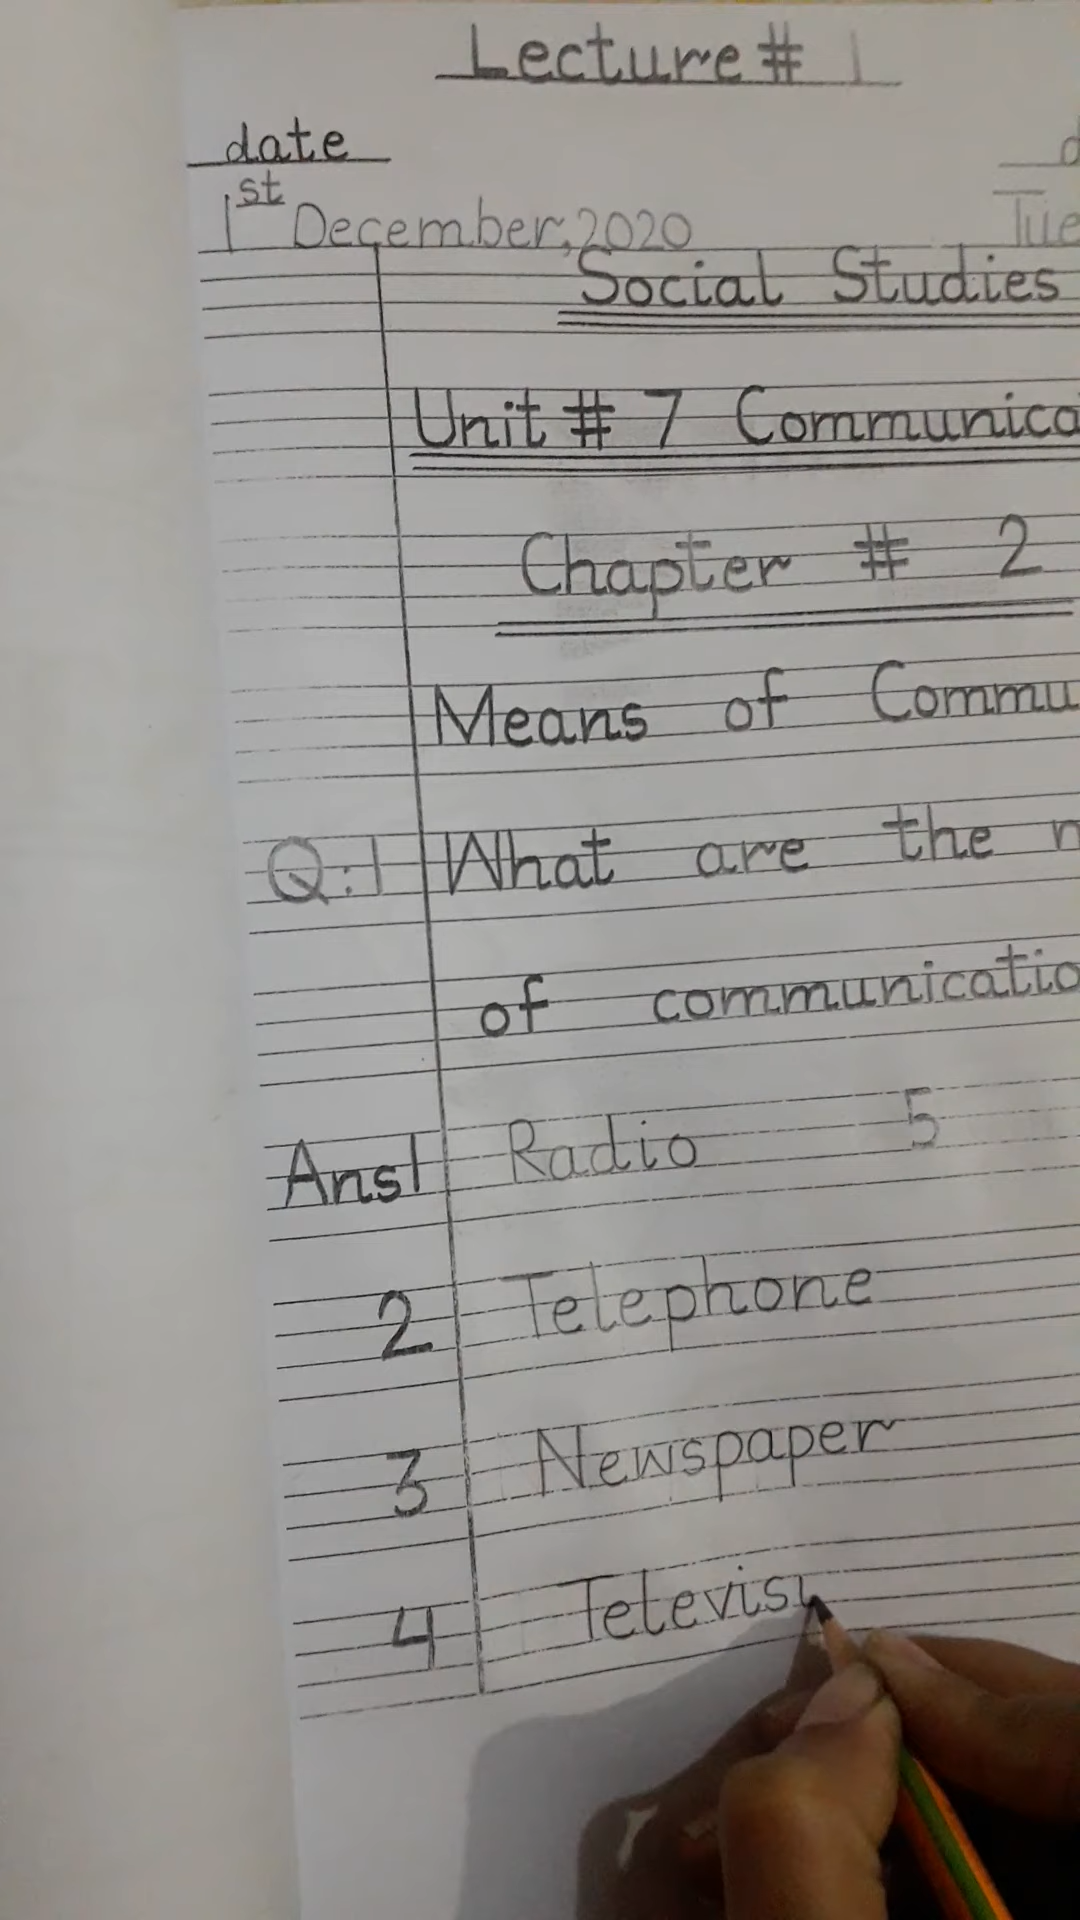 Lecture # 1
date
1st December, 2020
Social Studies
Unit # 7 Communica
Chapter # 2
Means of Commu
Q:1 What are the
of communicatio
Ans1 Radio 5
2 Telephone
3 Newspaper
4 Televisi